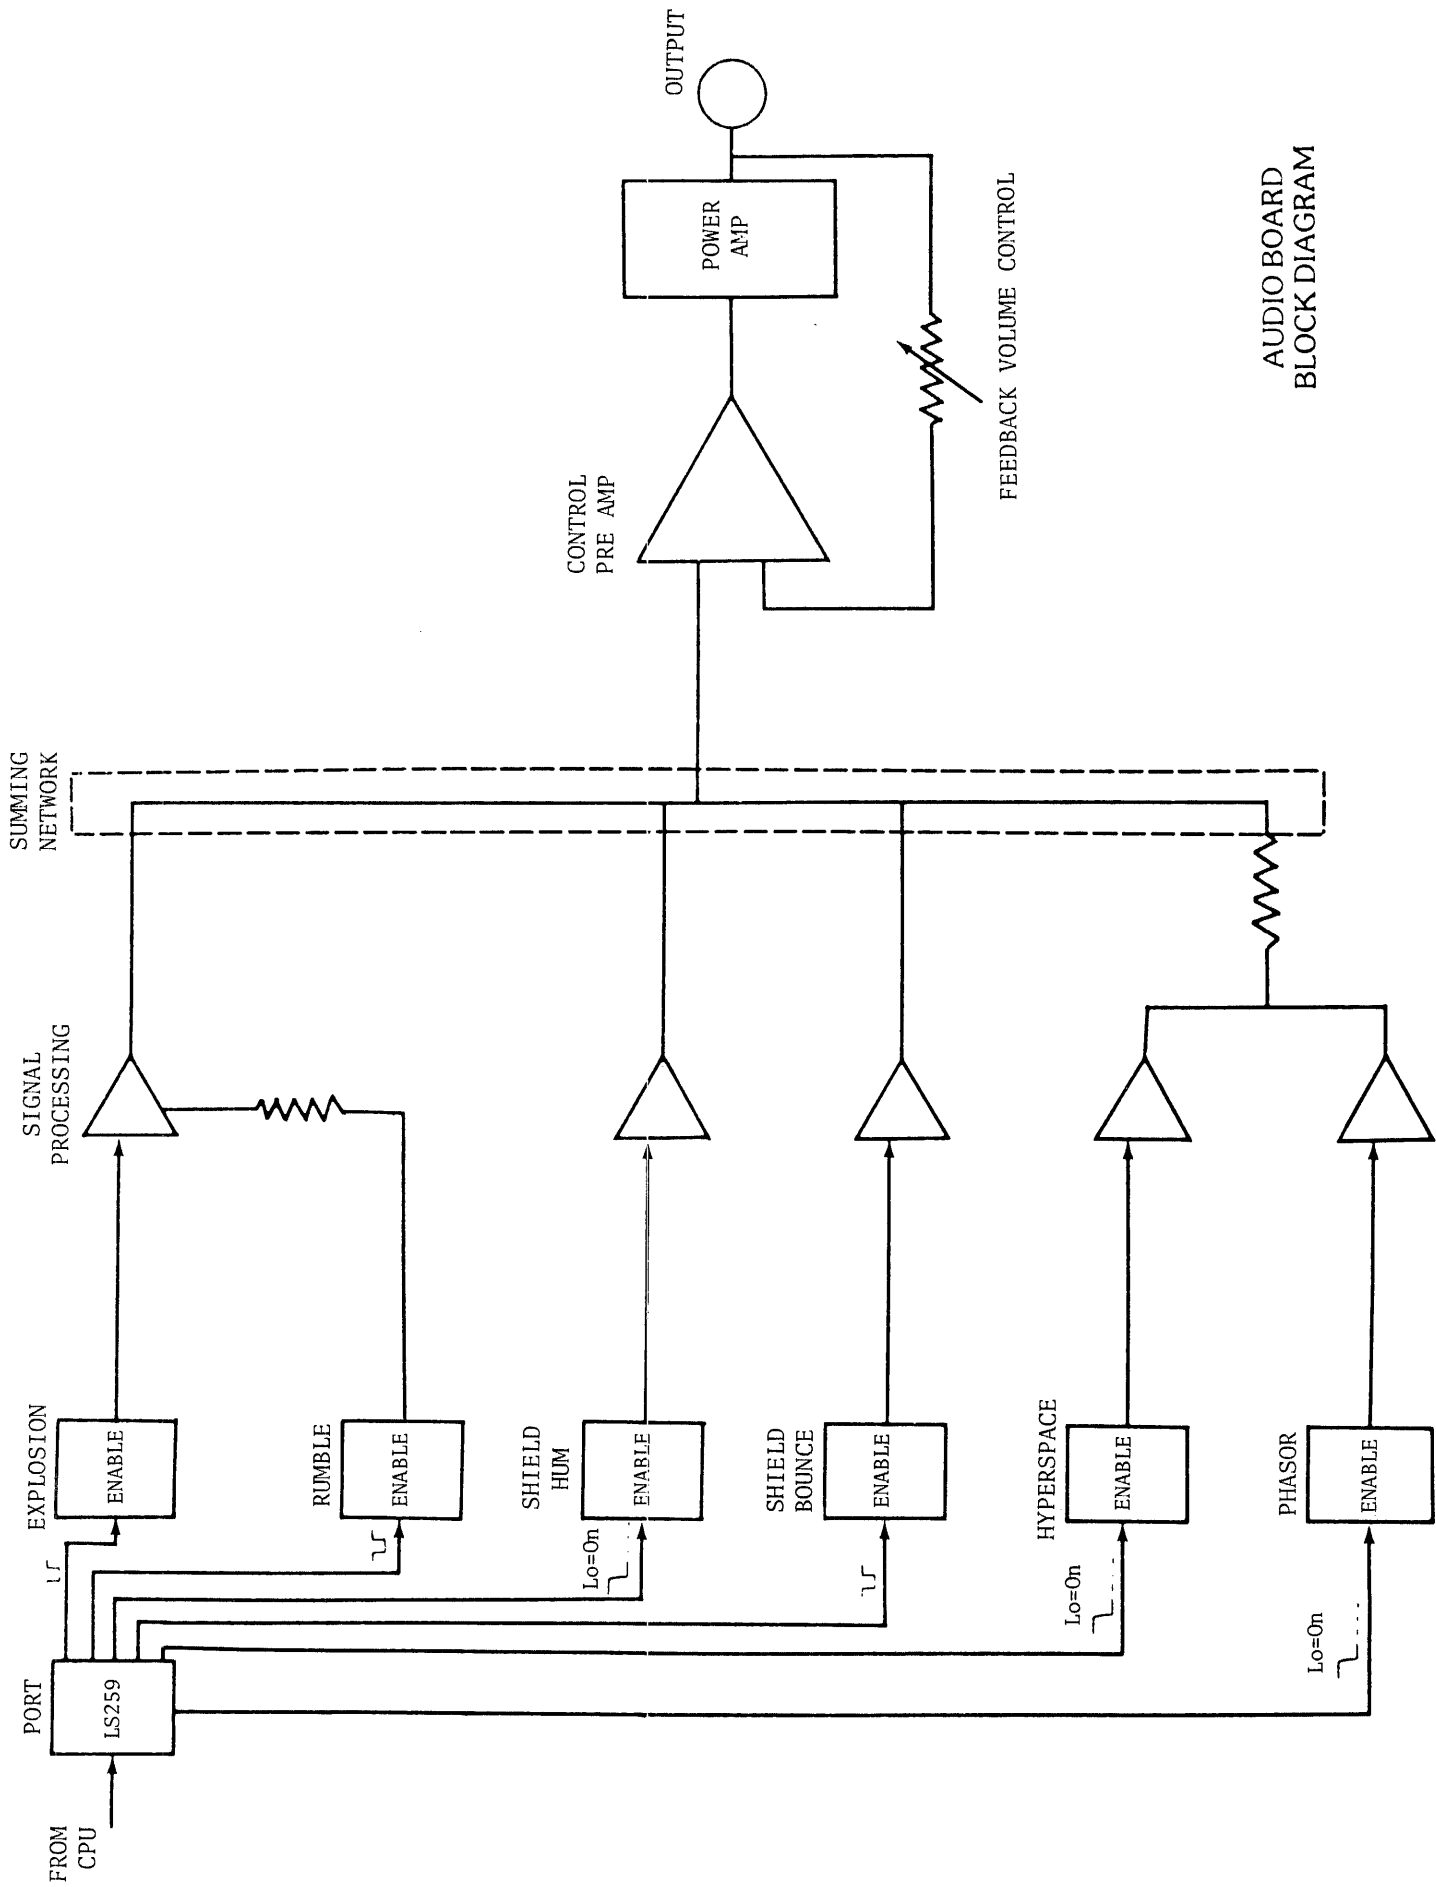 FROM
CPU
PORT
LS259
EXPLOSION
ENABLE
RUMBLE
ENABLE
SHIELD
HUM
Lo=On
ENABLE
SHIELD
BOUNCE
ENABLE
HYPERSPACE
Lo=On
ENABLE
PHASOR
Lo=On
ENABLE
SIGNAL
PROCESSING
SUMMING
NETWORK
CONTROL
PRE AMP
POWER
AMP
OUTPUT
FEEDBACK VOLUME CONTROL
AUDIO BOARD
BLOCK DIAGRAM